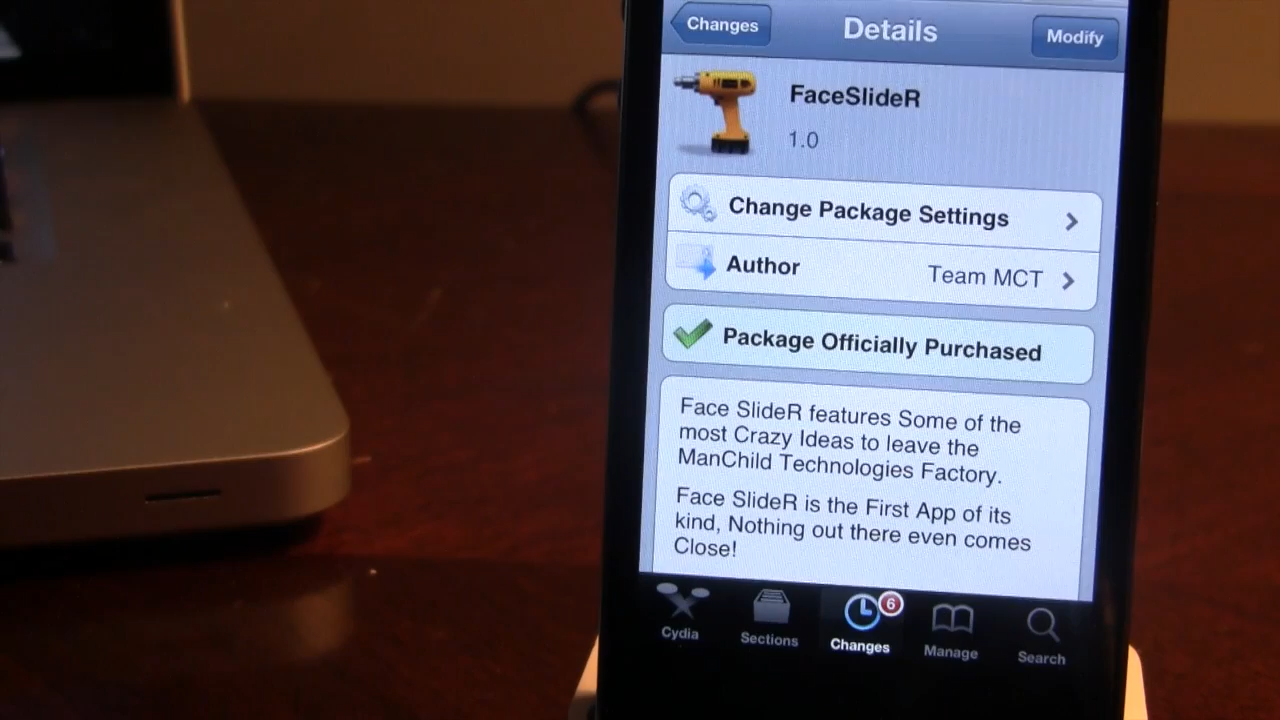 Changes
Details
Modify
FaceSlideR
1.0
Change Package Settings
Author
Team MCT
Package Officially Purchased
Face SlideR features Some of the
most Crazy Ideas to leave the
ManChild Technologies Factory.
Face SlideR is the First App of its
kind, Nothing out there even comes
Close!
Cydia
Sections
6
Changes
Manage
Search